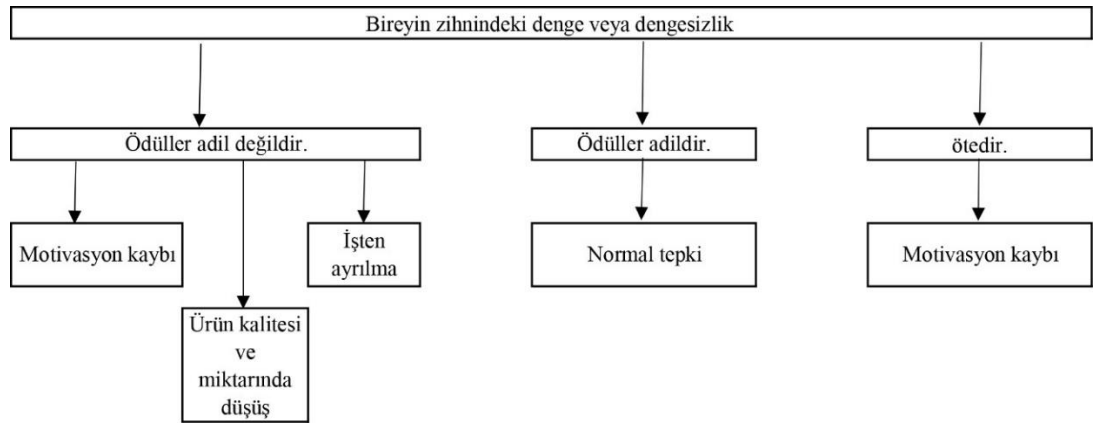 Bireyin zihnindeki denge veya dengesizlik
Ödüller adil değildir.
Ödüller adildir.
ötedir.
Motivasyon kaybı
İşten
ayrılma
Normal tepki
Motivasyon kaybı
Ürün kalitesi
ve
miktarında
düşüş